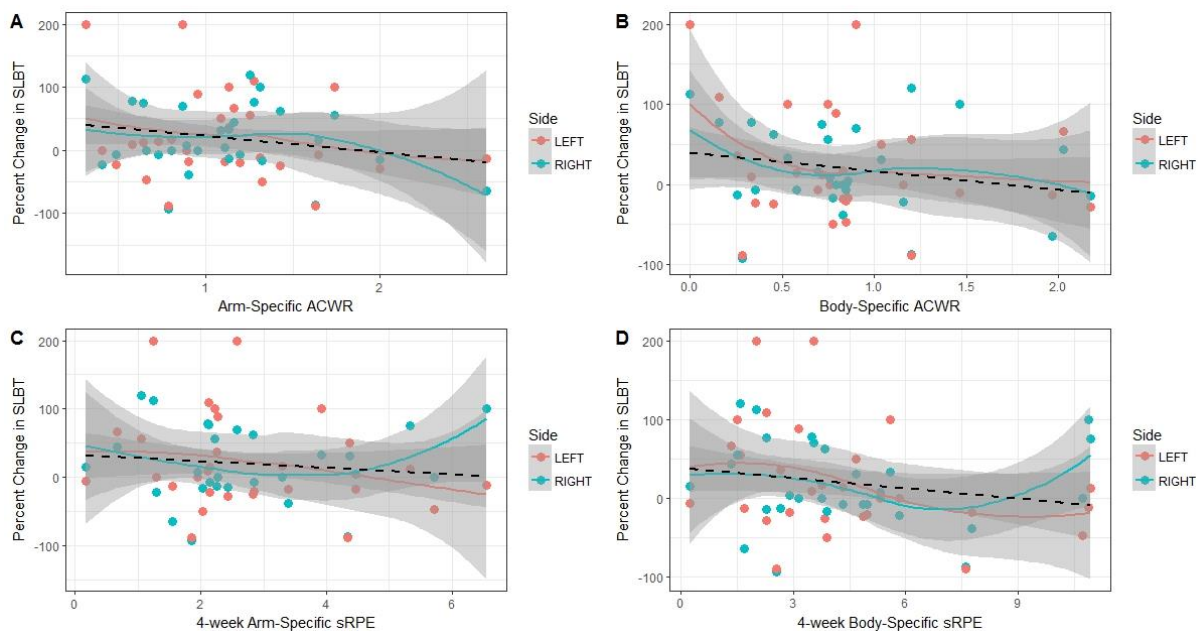 A
Percent Change in SLBT
200
100
0
-100
1
2
Arm-Specific ACWR
Side
LEFT
RIGHT
B
Percent Change in SLBT
200
100
0
-100
0.0
0.5
1.0
1.5
2.0
Body-Specific ACWR
Side
LEFT
RIGHT
C
Percent Change in SLBT
200
100
0
-100
0
2
4
6
4-week Arm-Specific sRPE
Side
LEFT
RIGHT
D
Percent Change in SLBT
200
100
0
-100
0
3
6
9
4-week Body-Specific sRPE
Side
LEFT
RIGHT